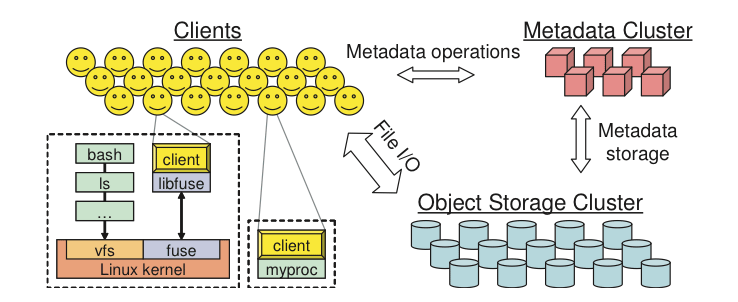 Clients
Metadata Cluster
Metadata operations
File I/O
Metadata
storage
Object Storage Cluster
bash
ls
...
client
libfuse
vfs
fuse
Linux kernel
client
myproc